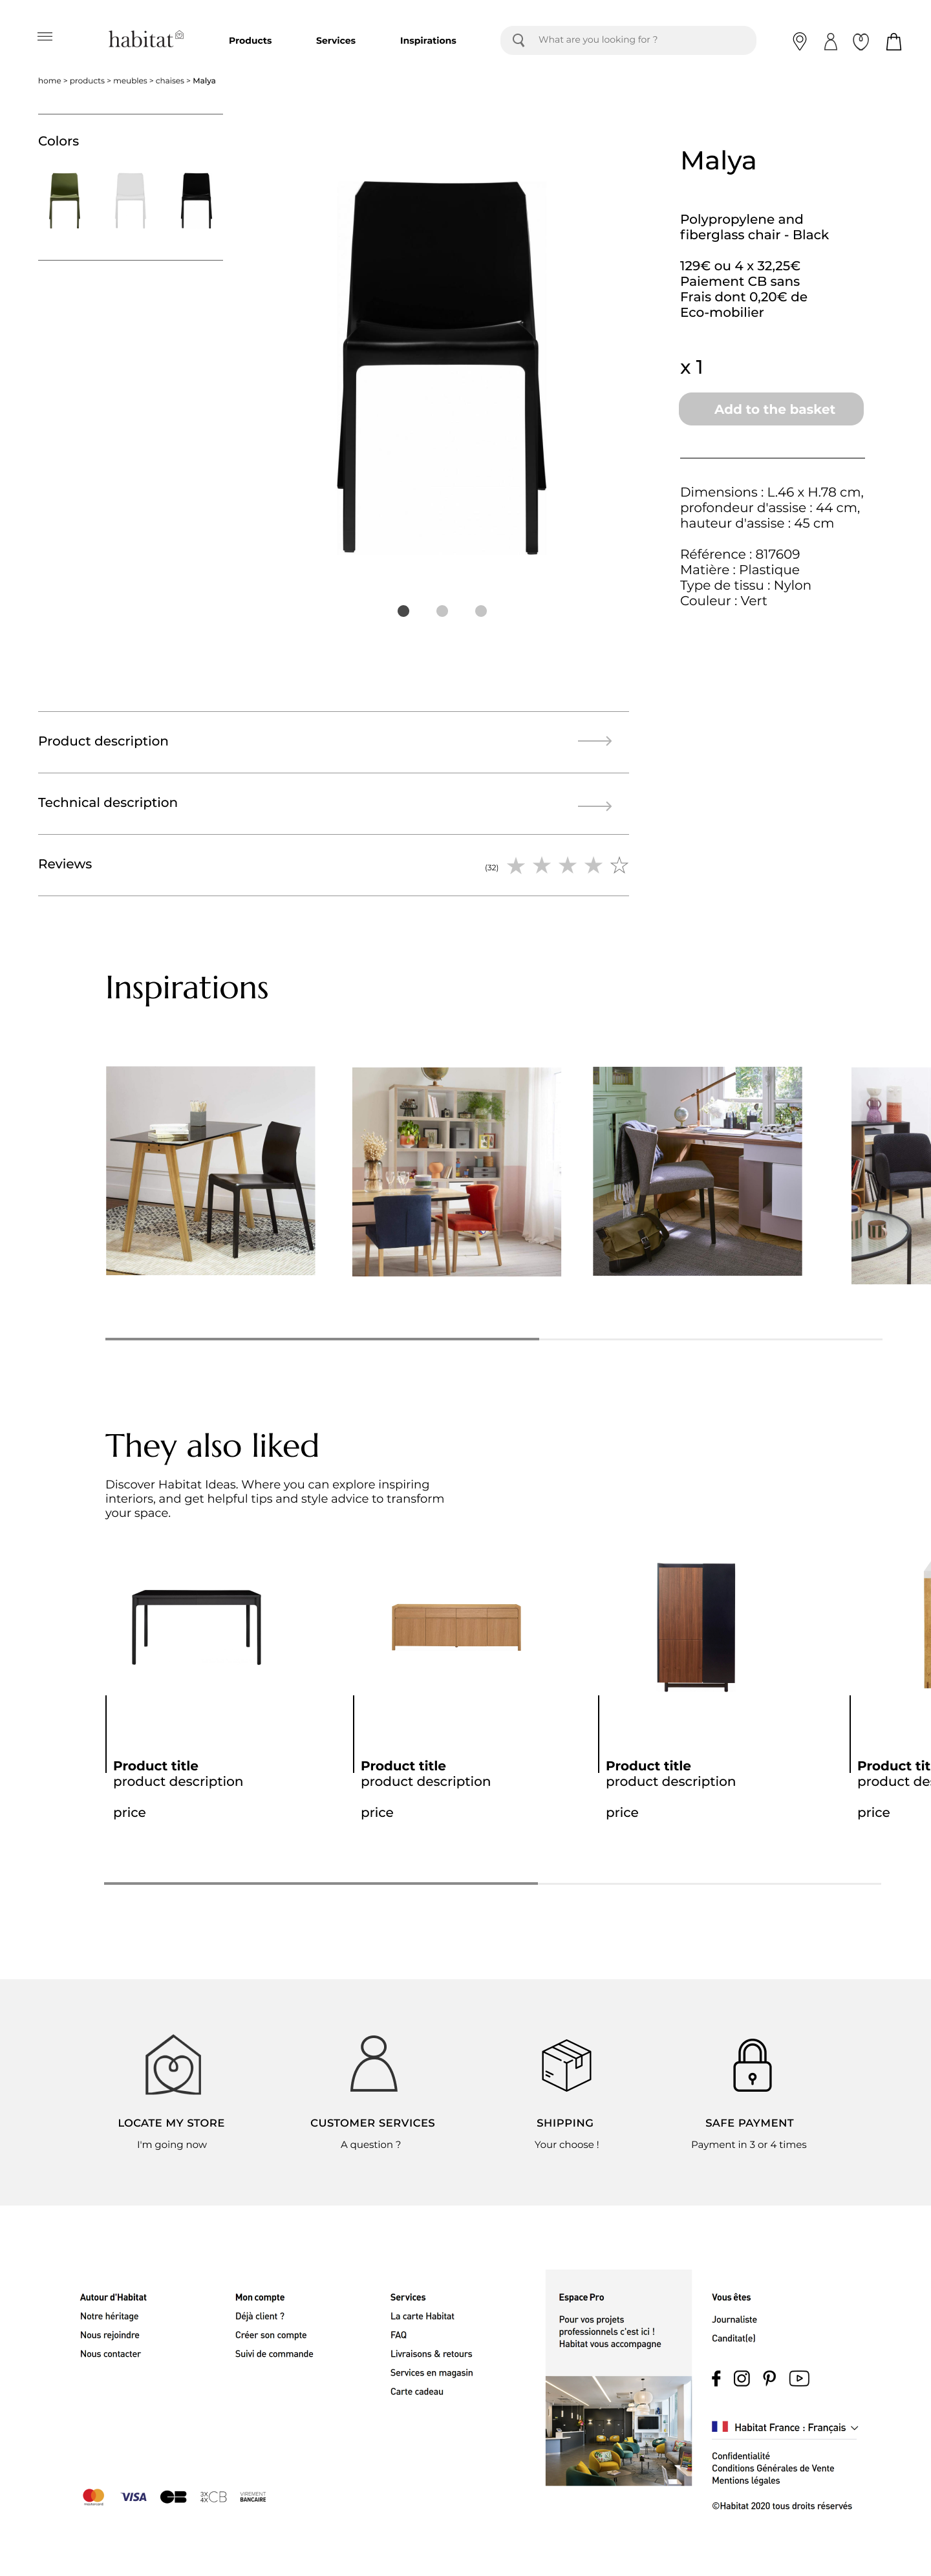 habitat
Products
Services
Inspirations
What are you looking for ?
home > products > meubles > chaises > Malya
Colors
Malya
Polypropylene and
fiberglass chair - Black
129€ ou 4 x 32,25€
Paiement CB sans
Frais dont 0,20€ de
Eco-mobilier
x 1
Add to the basket
Dimensions : L.46 x H.78 cm,
profondeur d'assise : 44 cm,
hauteur d'assise : 45 cm
Référence : 817609
Matière : Plastique
Type de tissu : Nylon
Couleur : Vert
Product description
Technical description
Reviews
(32)
Inspirations
They also liked
Discover Habitat Ideas. Where you can explore inspiring
interiors, and get helpful tips and style advice to transform
your space.
Product title
product description
price
Product title
product description
price
Product title
product description
price
Product tit
product de
price
LOCATE MY STORE
I'm going now
CUSTOMER SERVICES
A question ?
SHIPPING
Your choose !
SAFE PAYMENT
Payment in 3 or 4 times
Autour d'Habitat
Notre héritage
Nous rejoindre
Nous contacter
Mon compte
Déjà client ?
Créer son compte
Suivi de commande
Services
La carte Habitat
FAQ
Livraisons & retours
Services en magasin
Carte cadeau
Espace Pro
Pour vos projets
professionnels c'est ici !
Habitat vous accompagne
Vous êtes
Journaliste
Canditat(e)
Habitat France : Français
Confidentialité
Conditions Générales de Vente
Mentions légales
©Habitat 2020 tous droits réservés
mastercard
VISA
CB
3X
4X CB
VIREMENT
BANCAIRE